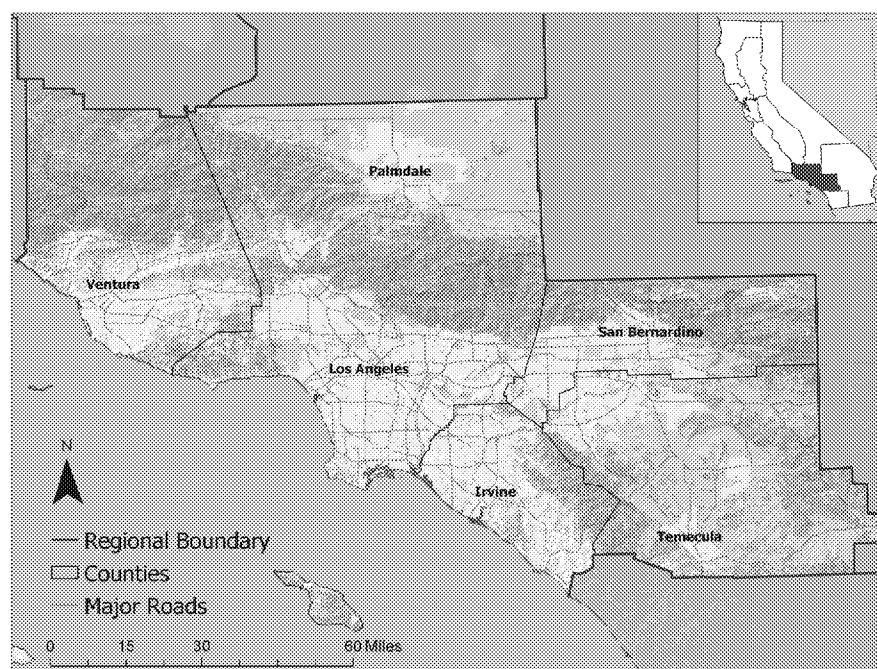 Palmdale
Ventura
San Bernardino
Los Angeles
N
Irvine
Temecula
Regional Boundary
Counties
Major Roads
0 15 30 60 Miles